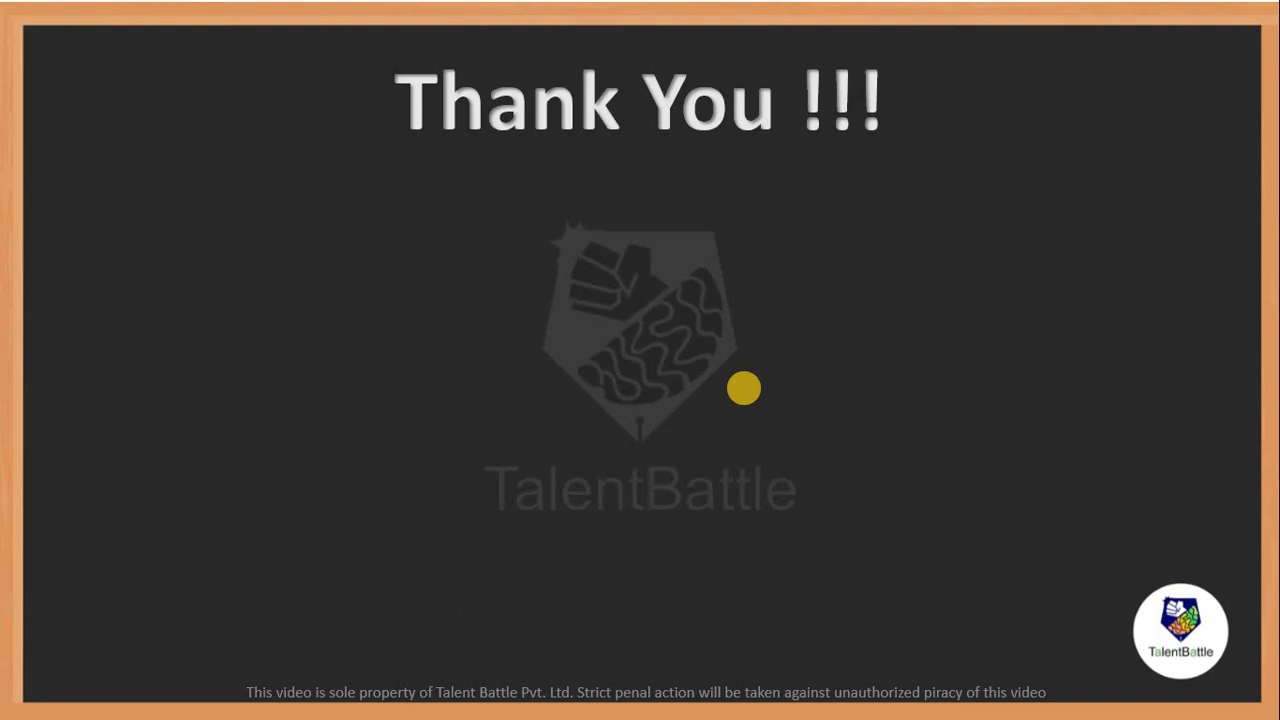 Thank You !!!
TalentBattle
TalentBattle
This video is sole property of Talent Battle Pvt. Ltd. Strict penal action will be taken against unauthorized piracy of this video